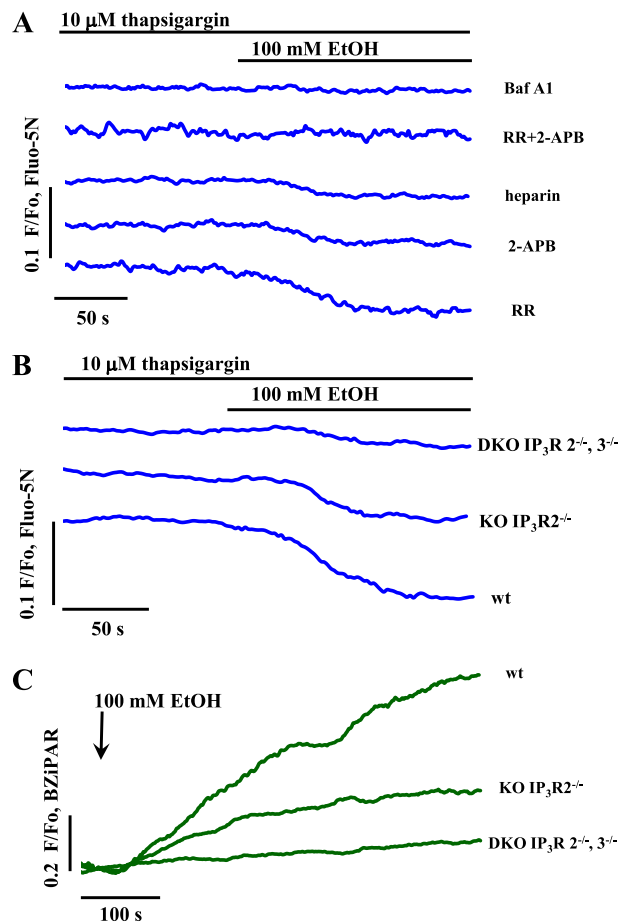 A
10 µM thapsigargin
100 mM EtOH
Baf A1
RR+2-APB
heparin
2-APB
RR
0.1 F/Fo, Fluo-5N
50 s
B
10 µM thapsigargin
100 mM EtOH
DKO IP₃R 2⁻/⁻, 3⁻/⁻
KO IP₃R2⁻/⁻
wt
0.1 F/Fo, Fluo-5N
50 s
C
100 mM EtOH
wt
KO IP₃R2⁻/⁻
DKO IP₃R 2⁻/⁻, 3⁻/⁻
0.2 F/Fo, BZiPAR
100 s